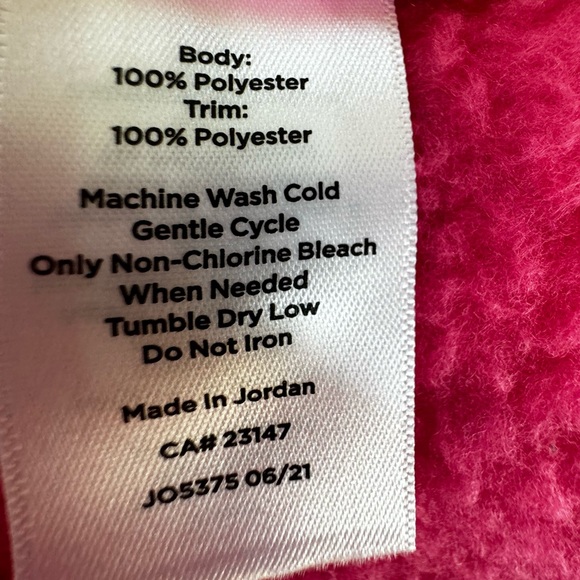 Body:
100% Polyester
Trim:
100% Polyester
Machine Wash Cold
Gentle Cycle
Only Non-Chlorine Bleach
When Needed
Tumble Dry Low
Do Not Iron
Made In Jordan
CA# 23147
JO5375 06/21